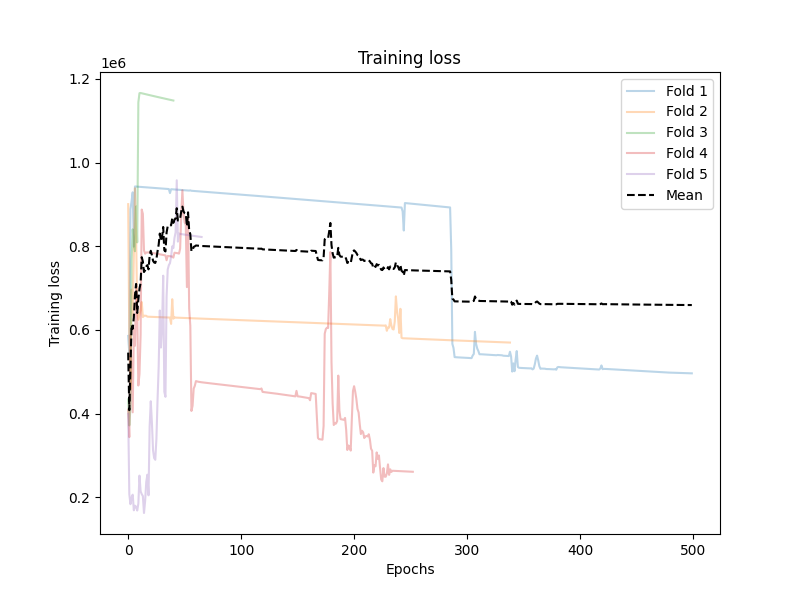 Training loss
1e6
1.2
1.0
0.8
0.6
0.4
0.2
Training loss
Fold 1
Fold 2
Fold 3
Fold 4
Fold 5
Mean
0
100
200
300
400
500
Epochs